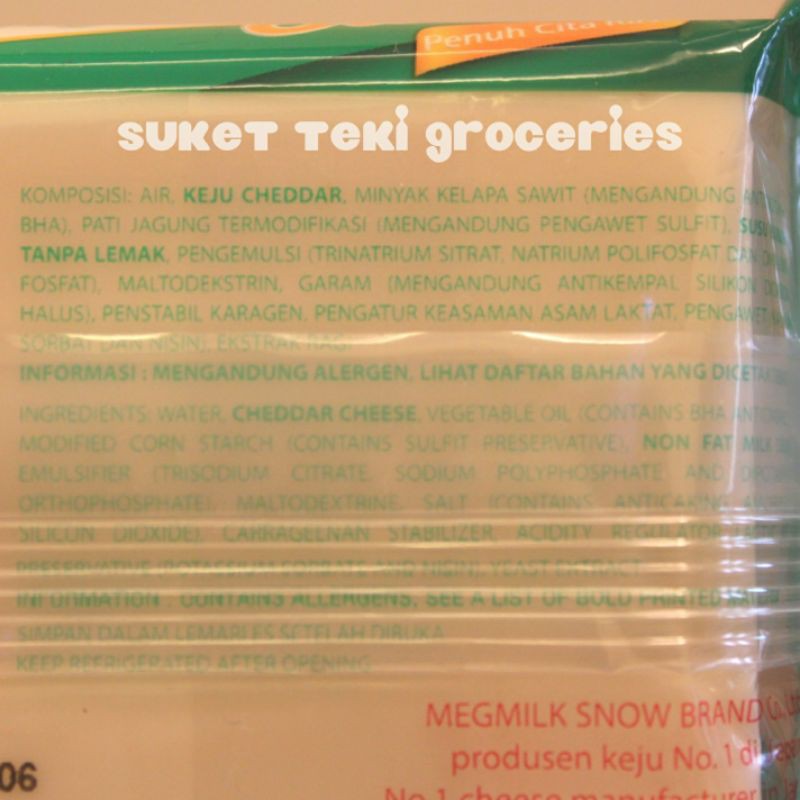 Penuh Cita
SUKET TEKI GROCERIES
KOMPOSISI: AIR, KEJU CHEDDAR, MINYAK KELAPA SAWIT (MENGANDUNG
BHA), PATI JAGUNG TERMODIFIKASI (MENGANDUNG PENGAWET SULFIT), SUSU
TANPA LEMAK, PENGEMULSI (TRINATRIUM SITRAT, NATRIUM POLIFOSFAT DAN
FOSFAT), MALTODEKSTRIN, GARAM (MENGANDUNG ANTIKEMPAL SILIKON
HALUS), PENSTABIL KARAGEN, PENGATUR KEASAMAN ASAM LAKTAT, PENGAWET
SORBAT DAN NISIN), EKSTRAK RAGI
INFORMASI : MENGANDUNG ALERGEN, LIHAT DAFTAR BAHAN YANG DICETAK
INGREDIENTS: WATER, CHEDDAR CHEESE, VEGETABLE OIL (CONTAINS BHA
MODIFIED CORN STARCH (CONTAINS SULFIT PRESERVATIVE), NON FAT MILK
EMULSIFIER (TRISODIUM CITRATE, SODIUM POLYPHOSPHATE AND
ORTHOPHOSPHATE), MALTODEXTRINE, SALT (CONTAINS ANTICAKING
SILICON DIOXIDE), CARRAGEENAN STABILIZER, ACIDITY REGULATOR
PRESERVATIVE (POTASSIUM SORBATE AND NISIN), YEAST EXTRACT
INFORMATION : CONTAINS ALLERGENS, SEE A LIST OF BOLD PRINTED
SIMPAN DALAM LEMARI ES SETELAH DIBUKA
KEEP REFRIGERATED AFTER OPENING
MEGMILK SNOW BRAND Co.
produsen keju No. 1 di
06
No.1 cheese manufacturer in